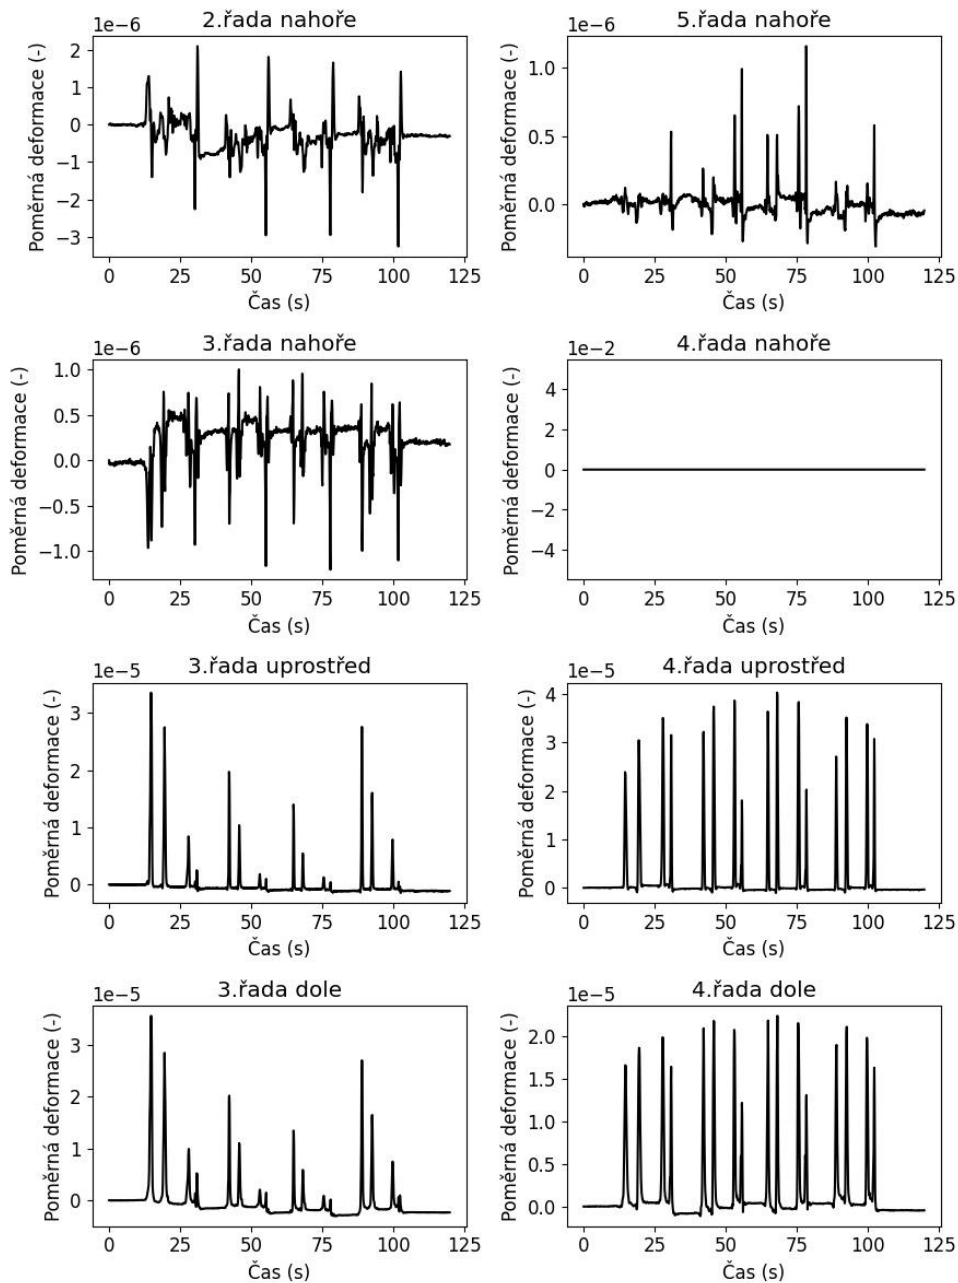 2.řada nahoře
1e−6
Poměrná deformace (-)
2
1
0
−1
−2
−3
0 25 50 75 100 125
Čas (s)
5.řada nahoře
1e−6
Poměrná deformace (-)
1.0
0.5
0.0
0 25 50 75 100 125
Čas (s)
3.řada nahoře
1e−6
Poměrná deformace (-)
1.0
0.5
0.0
−0.5
−1.0
0 25 50 75 100 125
Čas (s)
4.řada nahoře
1e−2
Poměrná deformace (-)
4
2
0
−2
−4
0 25 50 75 100 125
Čas (s)
3.řada uprostřed
1e−5
Poměrná deformace (-)
3
2
1
0
0 25 50 75 100 125
Čas (s)
4.řada uprostřed
1e−5
Poměrná deformace (-)
4
3
2
1
0
0 25 50 75 100 125
Čas (s)
3.řada dole
1e−5
Poměrná deformace (-)
3
2
1
0
0 25 50 75 100 125
Čas (s)
4.řada dole
1e−5
Poměrná deformace (-)
2.0
1.5
1.0
0.5
0.0
0 25 50 75 100 125
Čas (s)